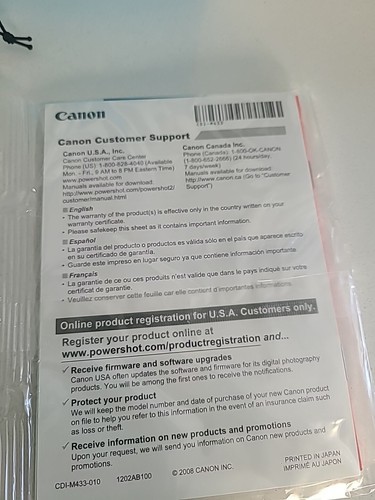 Canon
Canon Customer Support
Canon U.S.A., Inc.
Canon Customer Care Center
Phone (US) 1-800-828-4040 (Available
Mon - Fri., 9 AM to 8 PM Eastern Time)
www.powershot.com
Manuals available for download
http://www.powershot.com/powershot2/
customer/manual.html
Canon Canada Inc.
Phone (Canada): 1-800-OK-CANON
(1-800-652-2666) (24 hours/day,
7 days/week)
Manuals available for download
http://www.canon.ca (Go to "Customer
Support")
English
• The warranty of the product(s) is effective only in the country written on your
warranty certificate.
• Please safekeep this sheet as it contains important information.
Español
• La garantía del producto o productos es válida sólo en el país que aparece escrito
en su certificado de garantía.
• Guarde este impreso en lugar seguro ya que contiene información importante
Français
• La garantie de ce ou ces produits n'est valide que dans le pays indiqué sur votre
certificat de garantie.
• Veuillez conserver cette feuille car elle contient d'importantes informations.
Online product registration for U.S.A. Customers only.
Register your product online at
www.powershot.com/productregistration and...
✓ Receive firmware and software upgrades
Canon USA often updates the software and firmware for its digital photography
products. You will be among the first ones to receive the notifications.
✓ Protect your product
We will keep the model number and date of purchase of your new Canon product
on file to help you refer to this information in the event of an insurance claim such
as loss or theft.
✓ Receive information on new products and promotions
Upon your request, we will send you information on Canon new products and
promotions.
CDI-M433-010 1202AB100 © 2008 CANON INC.
PRINTED IN JAPAN
IMPRIMÉ AU JAPON